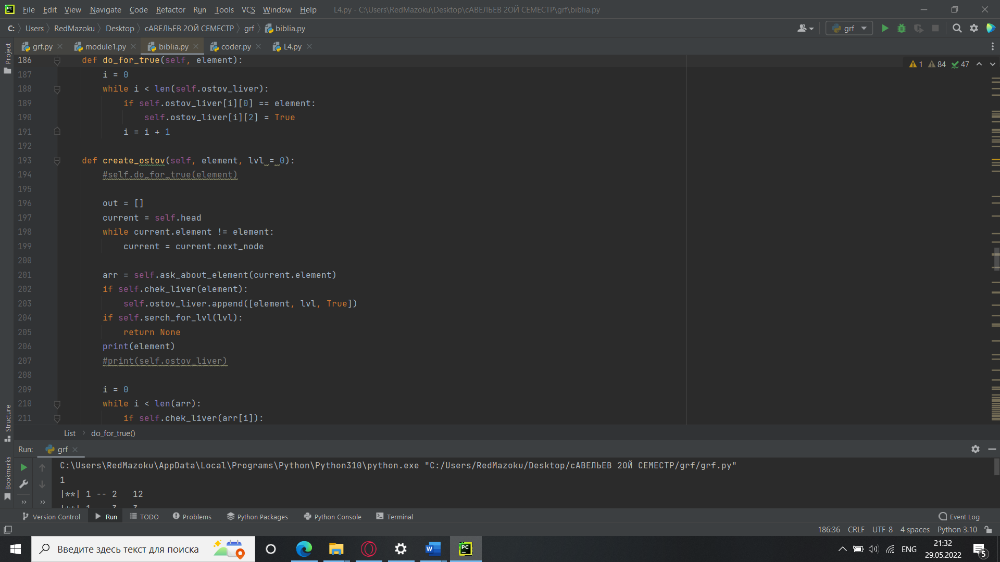 File Edit View Navigate Code Refactor Run Tools VCS Window Help L4.py - C:\Users\RedMazoku\Desktop\сАВЕЛЬЕВ 2ОЙ СЕМЕСТР\grf\biblia.py
C: Users RedMazoku Desktop сАВЕЛЬЕВ 2ОЙ СЕМЕСТР grf biblia.py grf
grf.py module1.py biblia.py coder.py L4.py
Project
1 84 47
186 def do_for_true(self, element):
187 i = 0
188 while i < len(self.ostov_liver):
189 if self.ostov_liver[i][0] == element:
190 self.ostov_liver[i][2] = True
191 i = i + 1
192
193 def create_ostov(self, element, lvl = 0):
194 #self.do_for_true(element)
195
196 out = []
197 current = self.head
198 while current.element != element:
199 current = current.next_node
200
201 arr = self.ask_about_element(current.element)
202 if self.chek_liver(element):
203 self.ostov_liver.append([element, lvl, True])
204 if self.serch_for_lvl(lvl):
205 return None
206 print(element)
207 #print(self.ostov_liver)
208
209 i = 0
210 while i < len(arr):
211 if self.chek_liver(arr[i]):
Structure
List do_for_true()
Run: grf
Bookmarks
C:\Users\RedMazoku\AppData\Local\Programs\Python\Python310\python.exe "C:/Users/RedMazoku/Desktop/сАВЕЛЬЕВ 2ОЙ СЕМЕСТР/grf/grf.py"
1
|**| 1 -- 2 12
Version Control Run TODO Problems Python Packages Python Console Terminal Event Log
186:36 CRLF UTF-8 4 spaces Python 3.10
Введите здесь текст для поиска
W
PC
ENG
21:32
29.05.2022
5